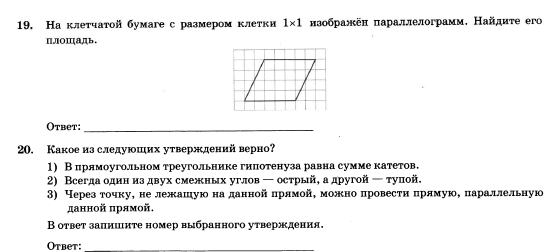 19. На клетчатой бумаге с размером клетки 1×1 изображён параллелограмм. Найдите его
площадь.
Ответ:
20. Какое из следующих утверждений верно?
1) В прямоугольном треугольнике гипотенуза равна сумме катетов.
2) Всегда один из двух смежных углов — острый, а другой — тупой.
3) Через точку, не лежащую на данной прямой, можно провести прямую, параллельную
данной прямой.
В ответ запишите номер выбранного утверждения.
Ответ: